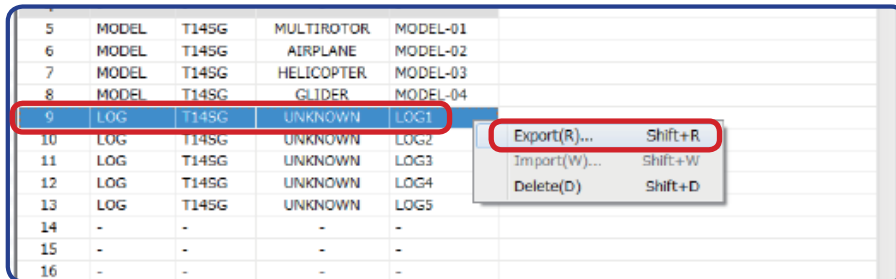 5 MODEL T14SG MULTIROTOR MODEL-01
6 MODEL T14SG AIRPLANE MODEL-02
7 MODEL T14SG HELICOPTER MODEL-03
8 MODEL T14SG GLIDER MODEL-04
9 LOG T14SG UNKNOWN LOG1
10 LOG T14SG UNKNOWN LOG2
11 LOG T14SG UNKNOWN LOG3
12 LOG T14SG UNKNOWN LOG4
13 LOG T14SG UNKNOWN LOG5
14 - - - -
15 - - - -
16 - - - -
Export(R)... Shift+R
Import(W)... Shift+W
Delete(D) Shift+D